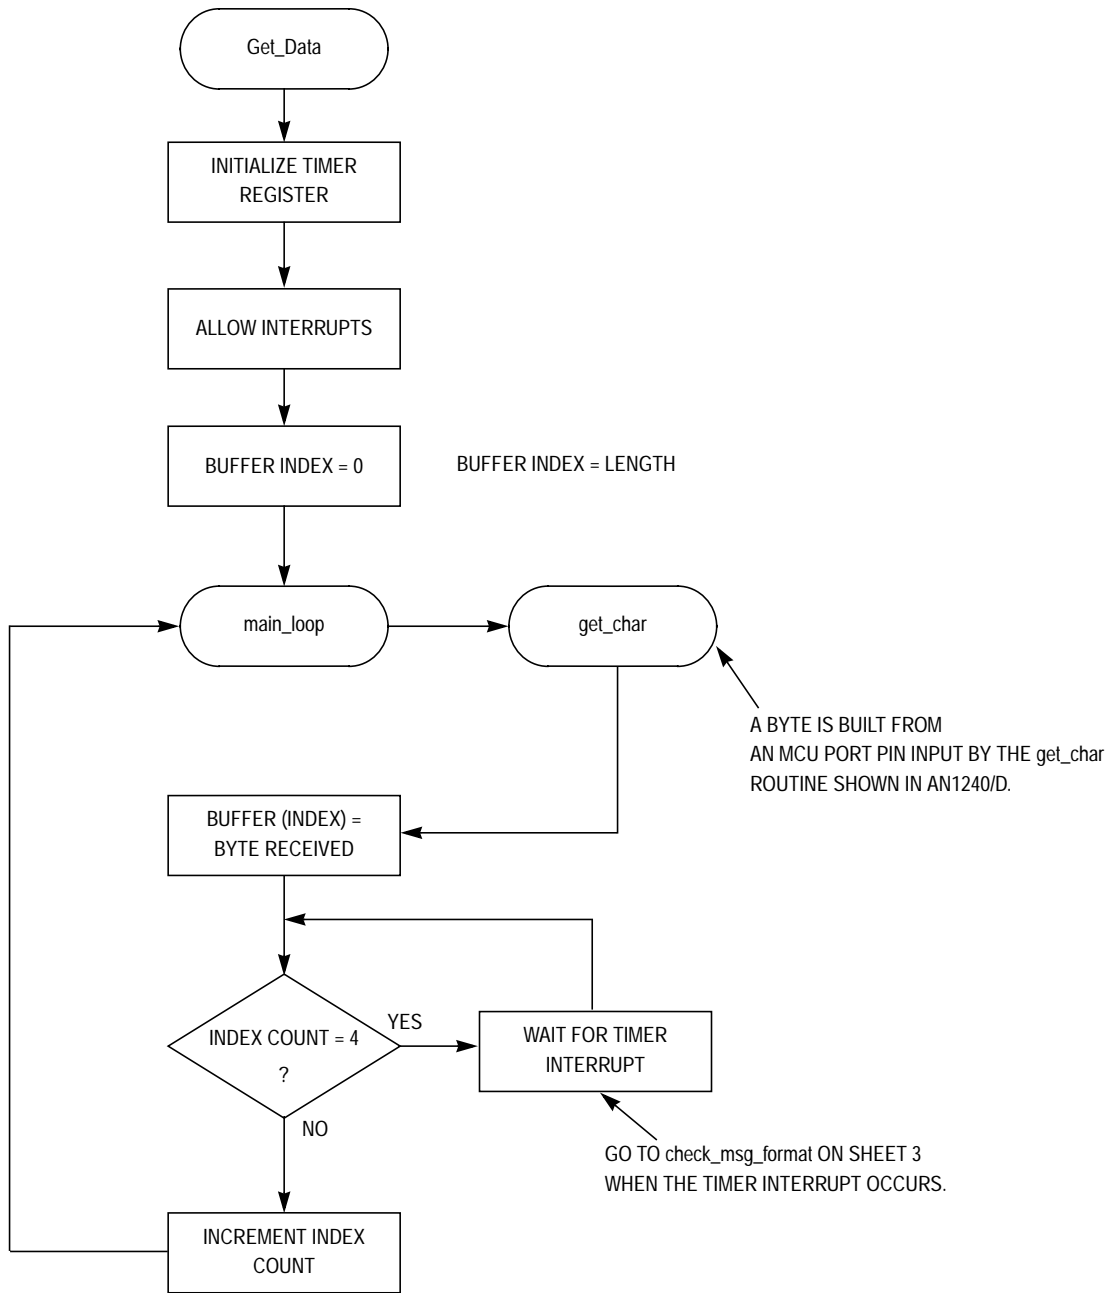 Get_Data
INITIALIZE TIMER
REGISTER
ALLOW INTERRUPTS
BUFFER INDEX = 0
BUFFER INDEX = LENGTH
main_loop
get_char
A BYTE IS BUILT FROM
AN MCU PORT PIN INPUT BY THE get_char
ROUTINE SHOWN IN AN1240/D.
BUFFER (INDEX) =
BYTE RECEIVED
INDEX COUNT = 4
?
YES
WAIT FOR TIMER
INTERRUPT
NO
GO TO check_msg_format ON SHEET 3
WHEN THE TIMER INTERRUPT OCCURS.
INCREMENT INDEX
COUNT